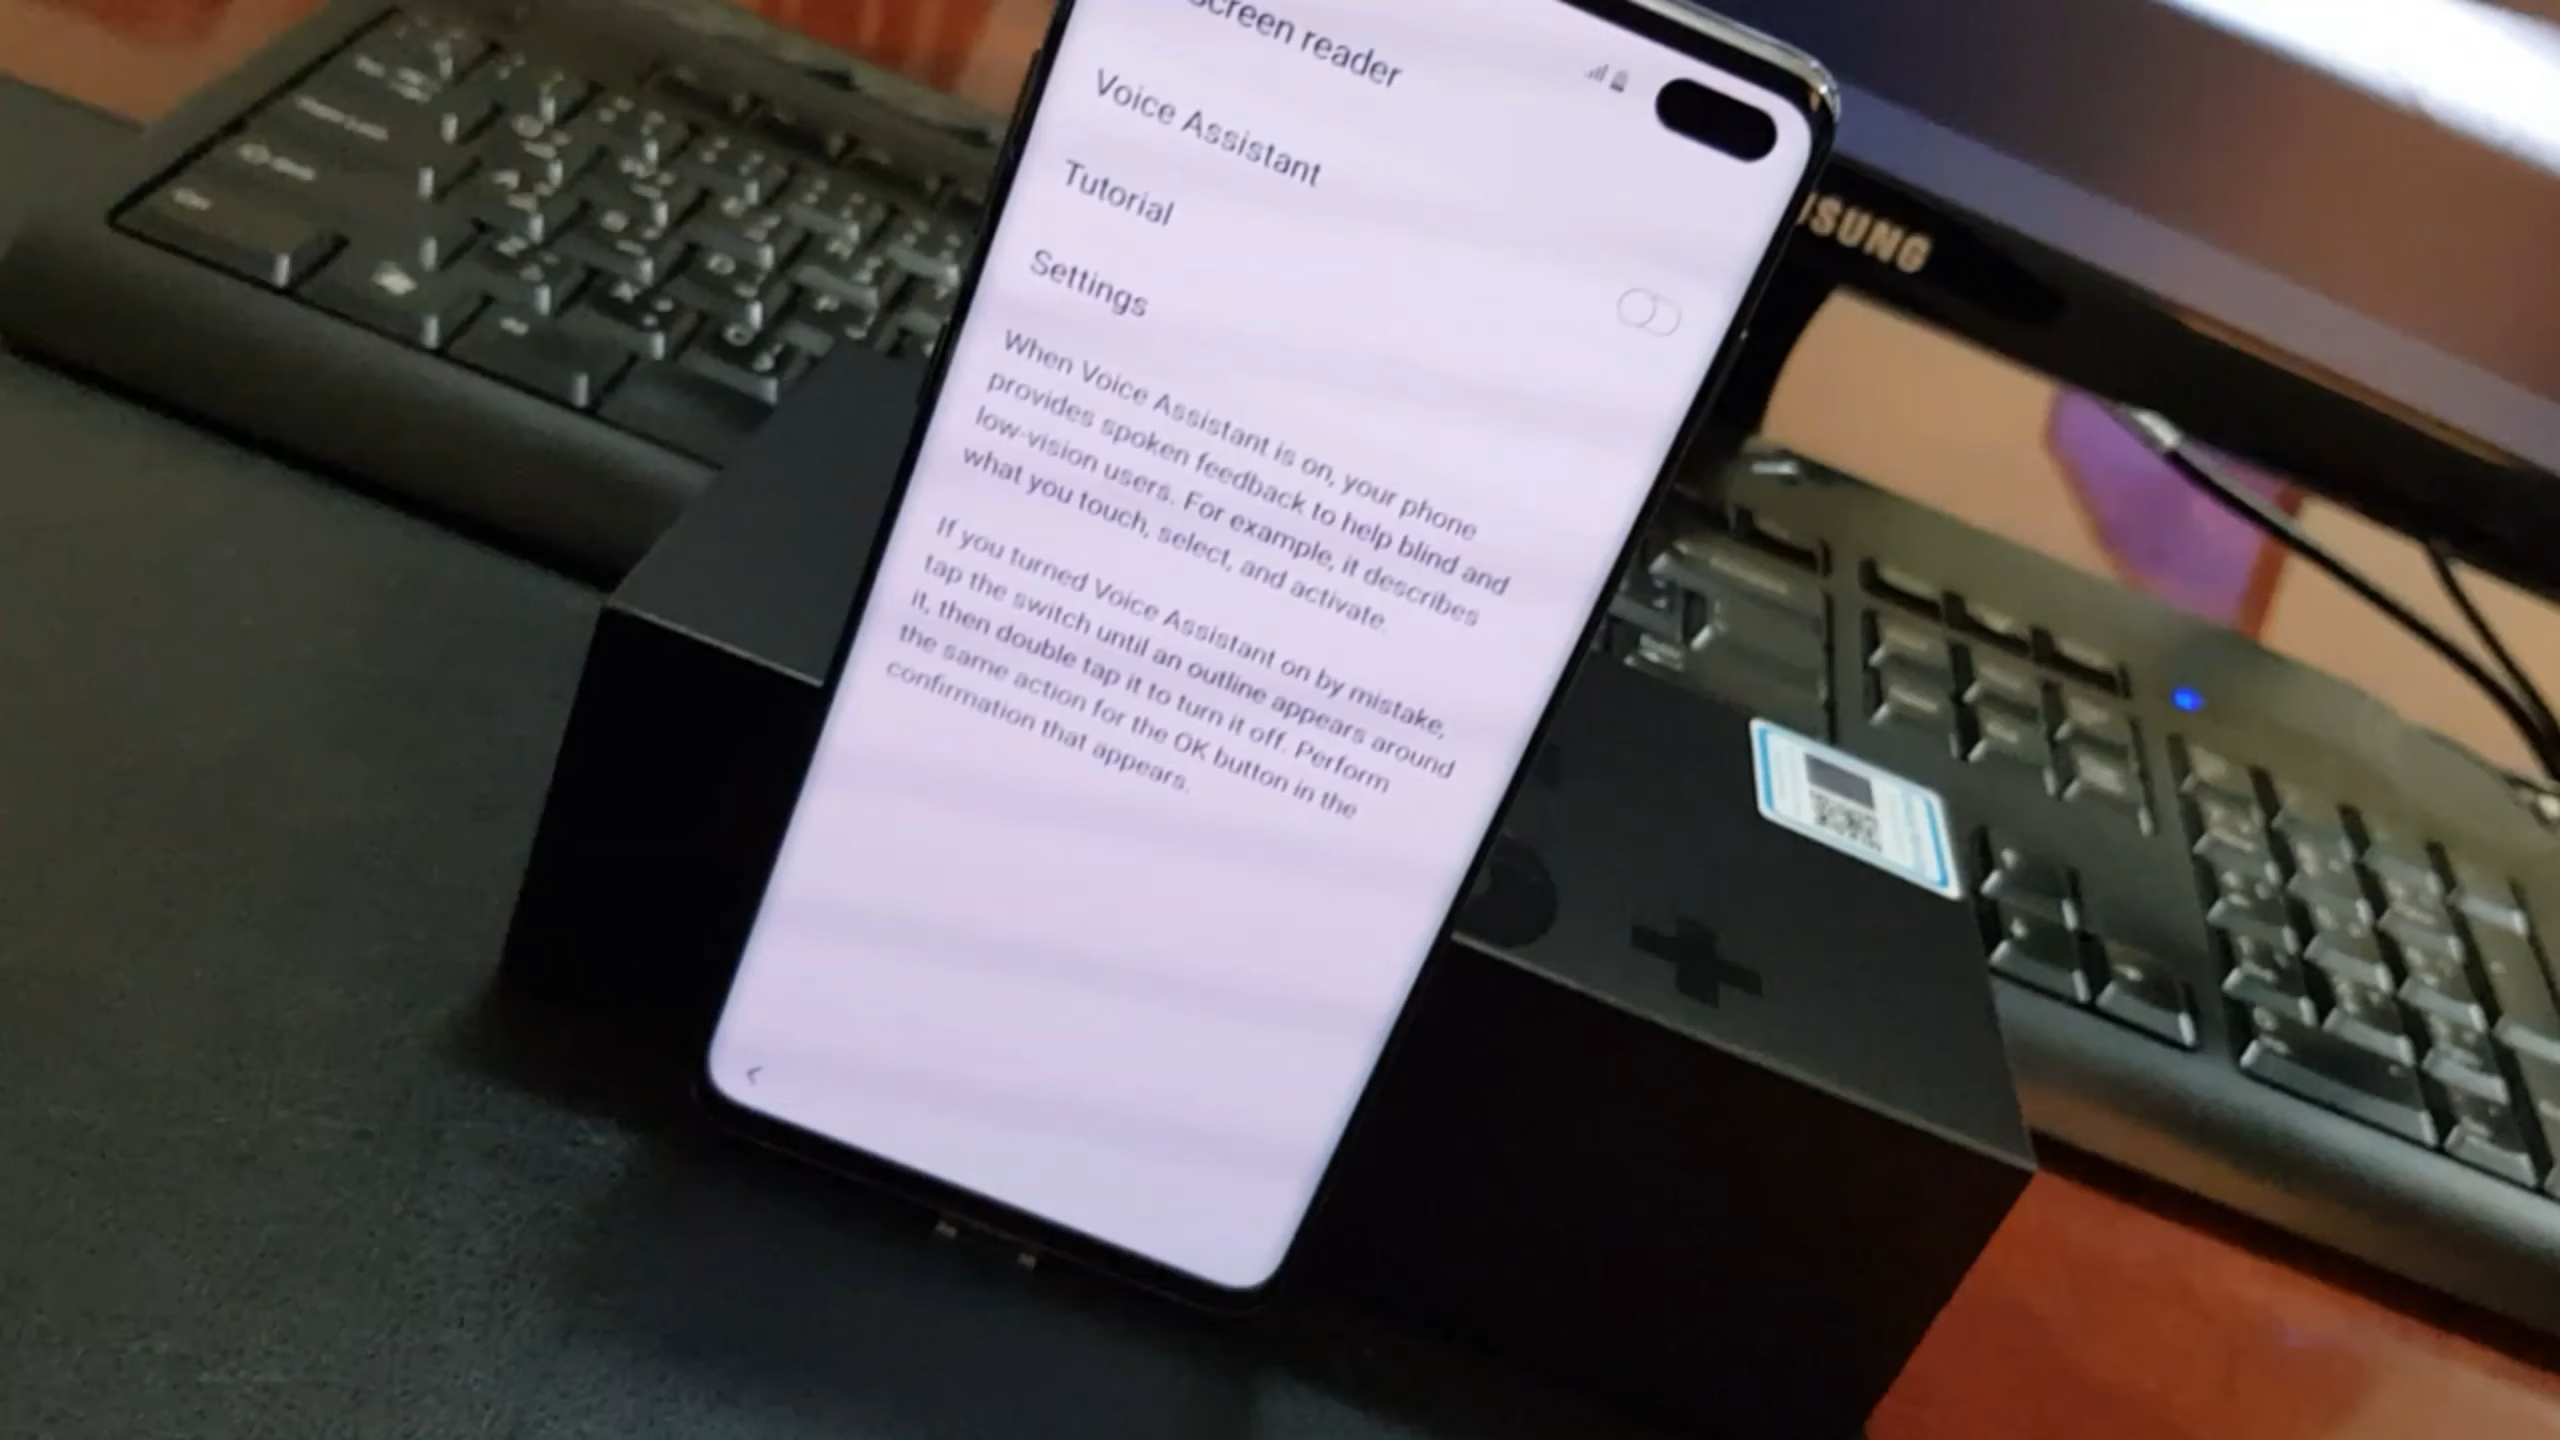 Screen reader
Voice Assistant
Tutorial
Settings
When Voice Assistant is on, your phone
provides spoken feedback to help blind and
low-vision users. For example, it describes
what you touch, select, and activate.
If you turned Voice Assistant on by mistake,
tap the switch until an outline appears around
it, then double tap it to turn it off. Perform
the same action for the OK button in the
confirmation that appears.
SUNG